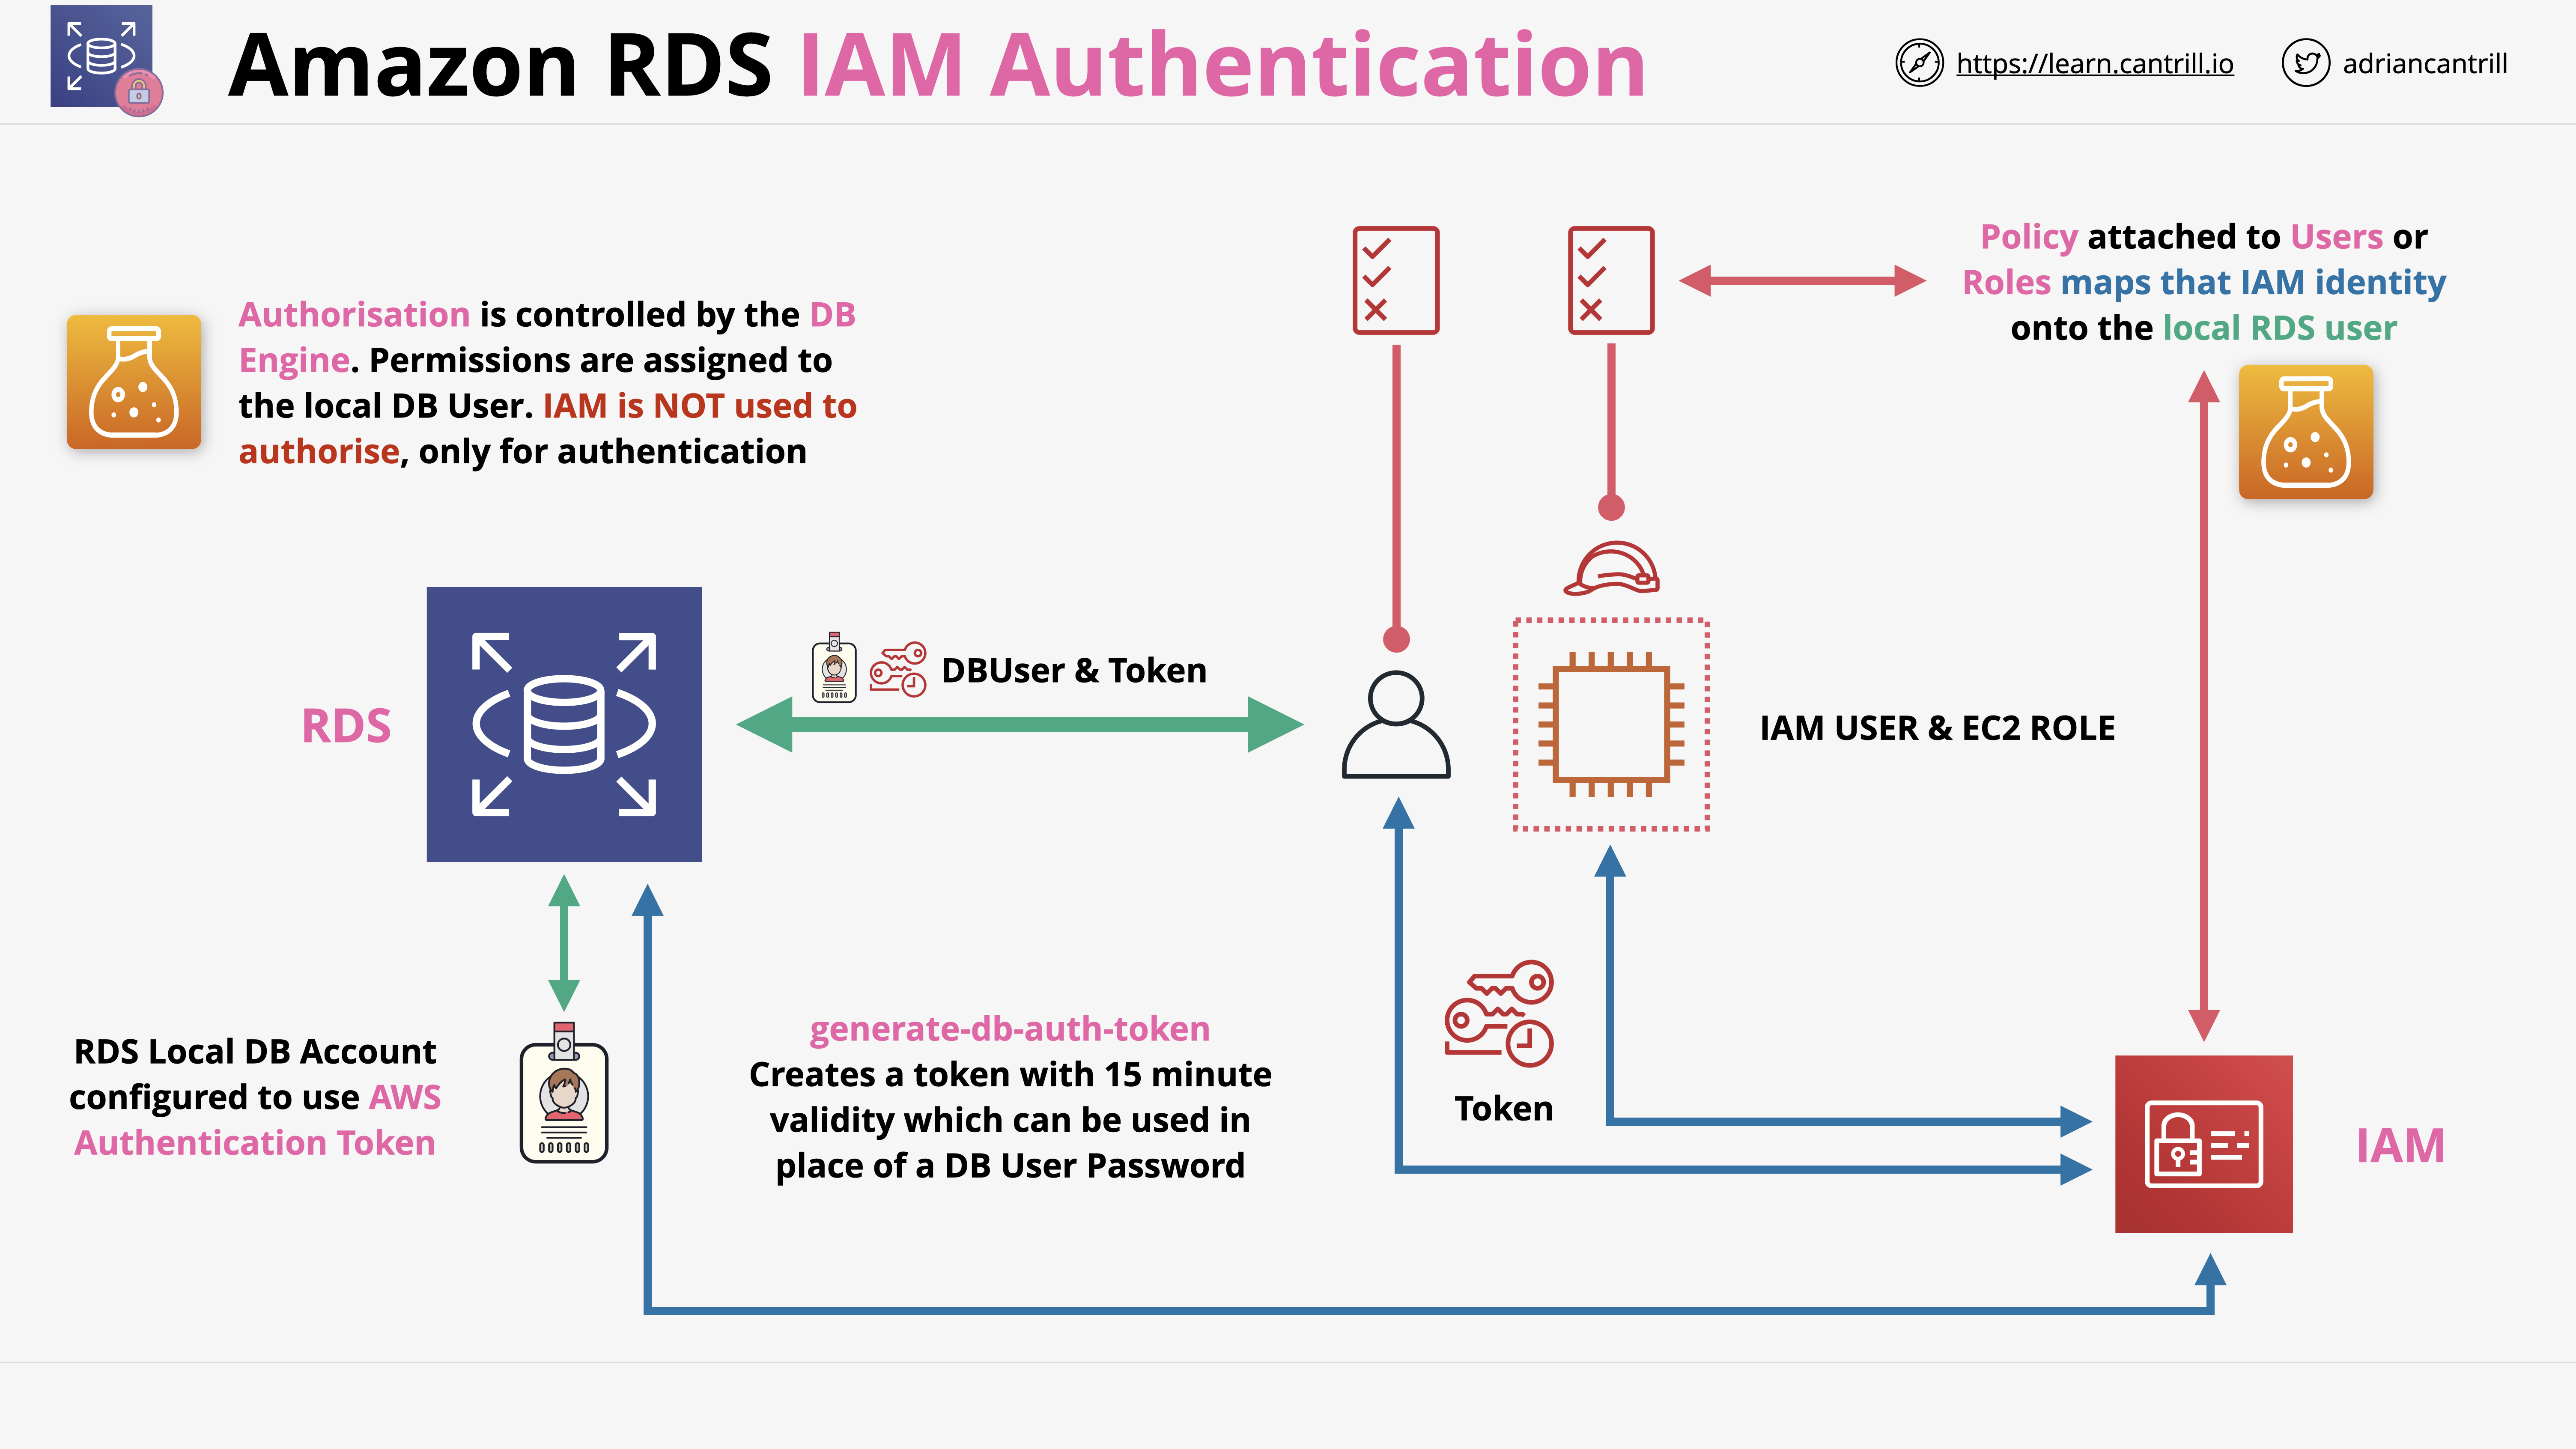 Amazon RDS IAM Authentication
https://learn.cantrill.io
adriancantrill
Policy attached to Users or
Roles maps that IAM identity
onto the local RDS user
Authorisation is controlled by the DB
Engine. Permissions are assigned to
the local DB User. IAM is NOT used to
authorise, only for authentication
DBUser & Token
RDS
IAM USER & EC2 ROLE
RDS Local DB Account
configured to use AWS
Authentication Token
generate-db-auth-token
Creates a token with 15 minute
validity which can be used in
place of a DB User Password
Token
IAM